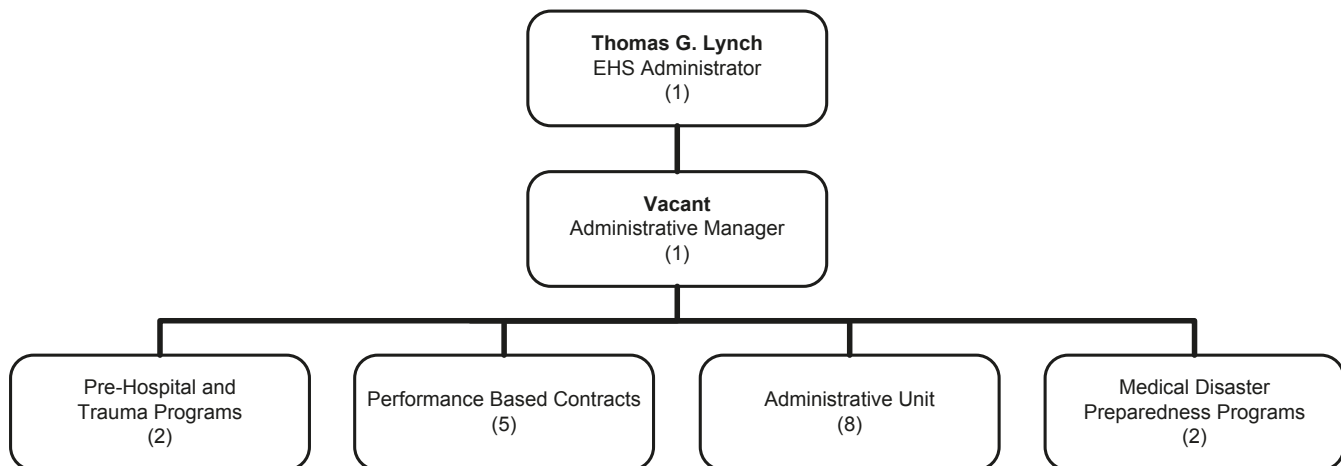 Thomas G. Lynch
EHS Administrator
(1)
Vacant
Administrative Manager
(1)
Pre-Hospital and
Trauma Programs
(2)
Performance Based Contracts
(5)
Administrative Unit
(8)
Medical Disaster
Preparedness Programs
(2)